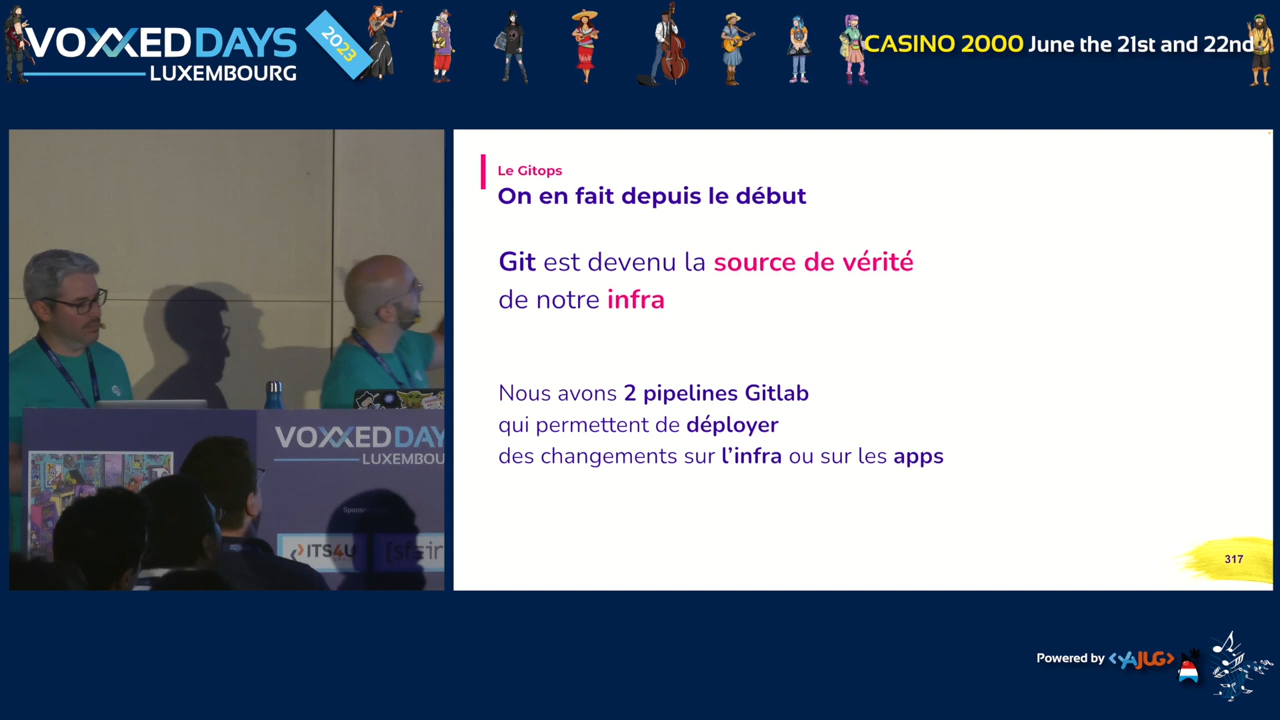 VOXXED DAYS
LUXEMBOURG
2023
CASINO 2000 June the 21st and 22nd
Le Gitops
On en fait depuis le début
Git est devenu la source de vérité
de notre infra
Nous avons 2 pipelines Gitlab
qui permettent de déployer
des changements sur l'infra ou sur les apps
317
VOXXED DAY
LUXEMBOU
ITS4U
Powered by <YAJUG>